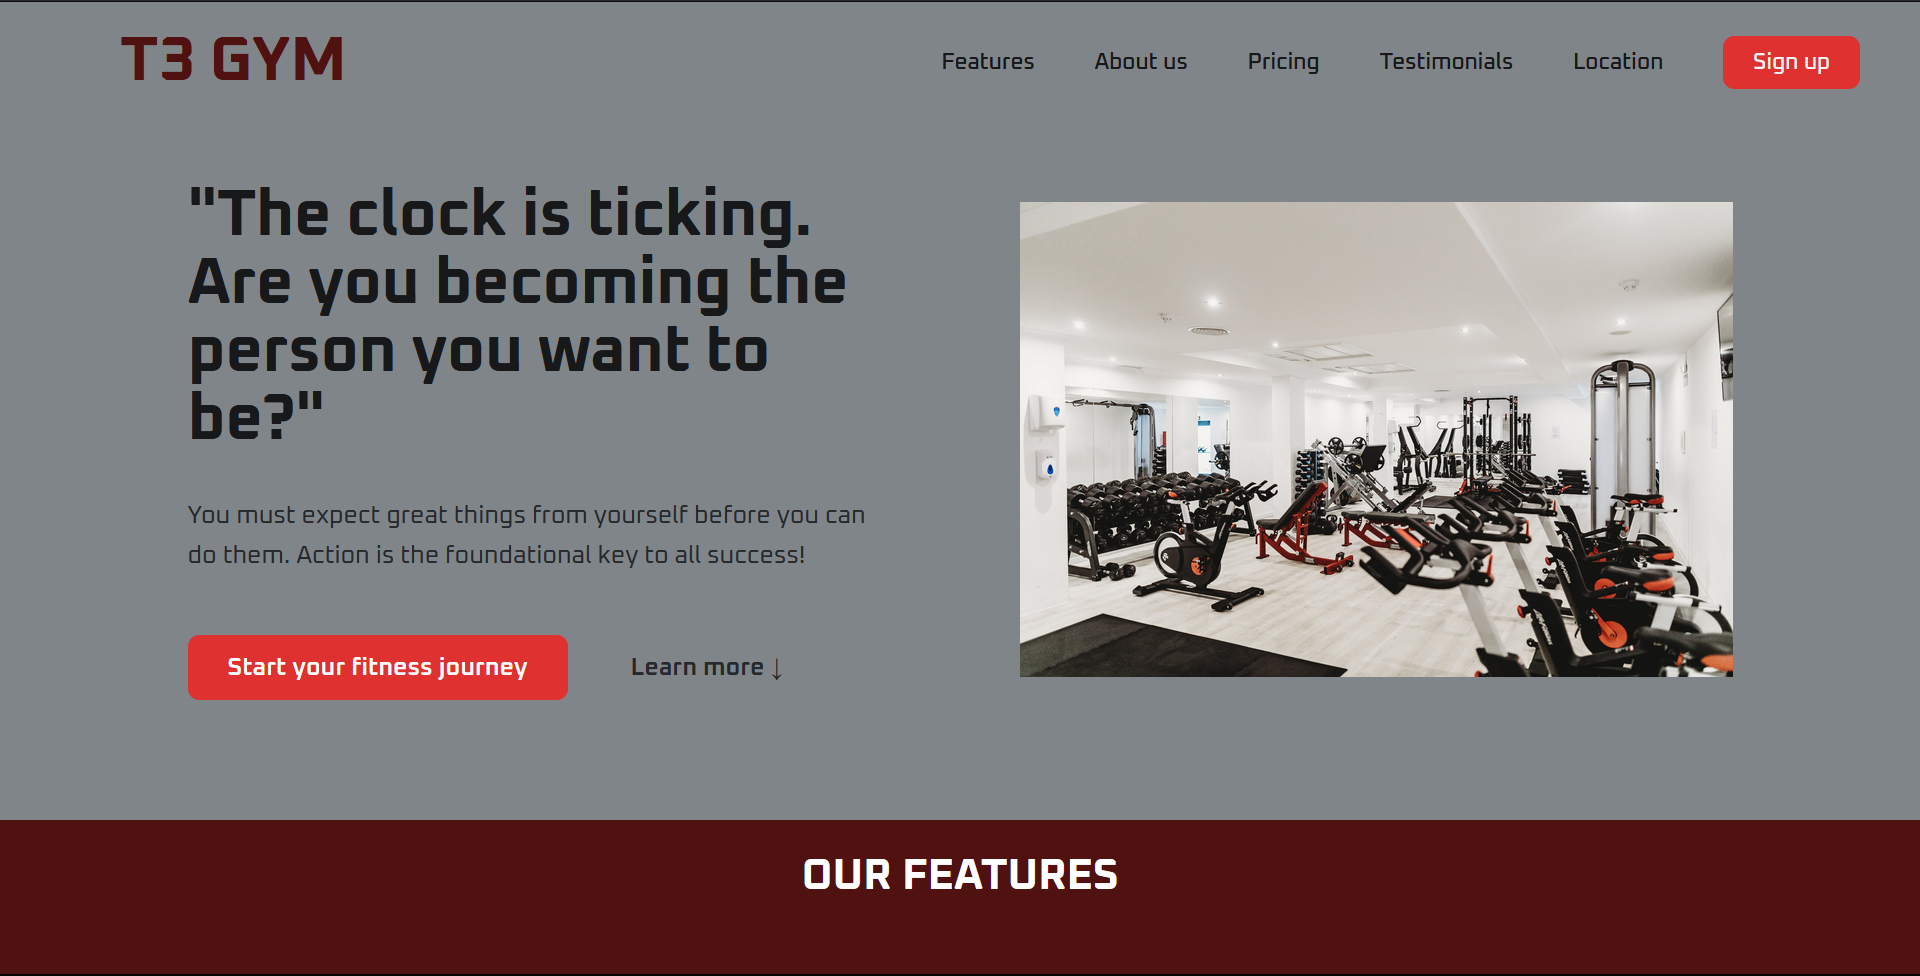 T3 GYM
Features
About us
Pricing
Testimonials
Location
Sign up
"The clock is ticking.
Are you becoming the
person you want to
be?"
You must expect great things from yourself before you can
do them. Action is the foundational key to all success!
Start your fitness journey
Learn more ↓
OUR FEATURES